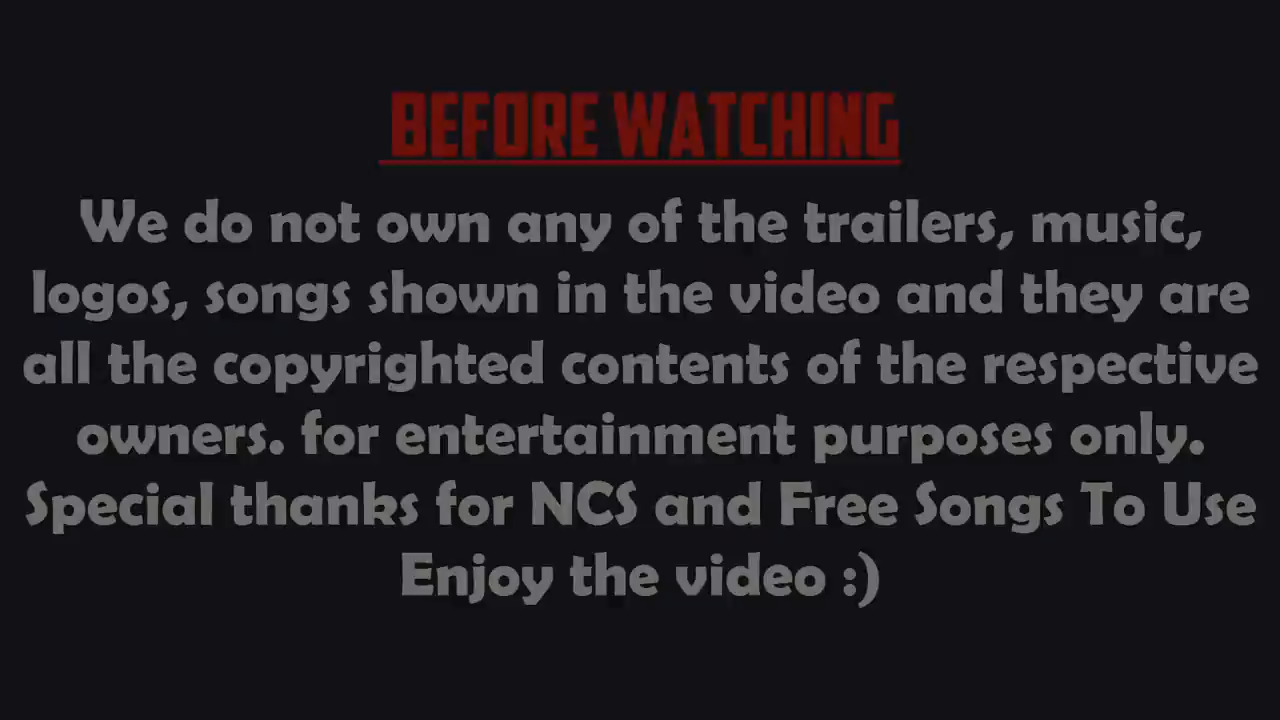 BEFORE WATCHING
We do not own any of the trailers, music,
logos, songs shown in the video and they are
all the copyrighted contents of the respective
owners. for entertainment purposes only.
Special thanks for NCS and Free Songs To Use
Enjoy the video :)